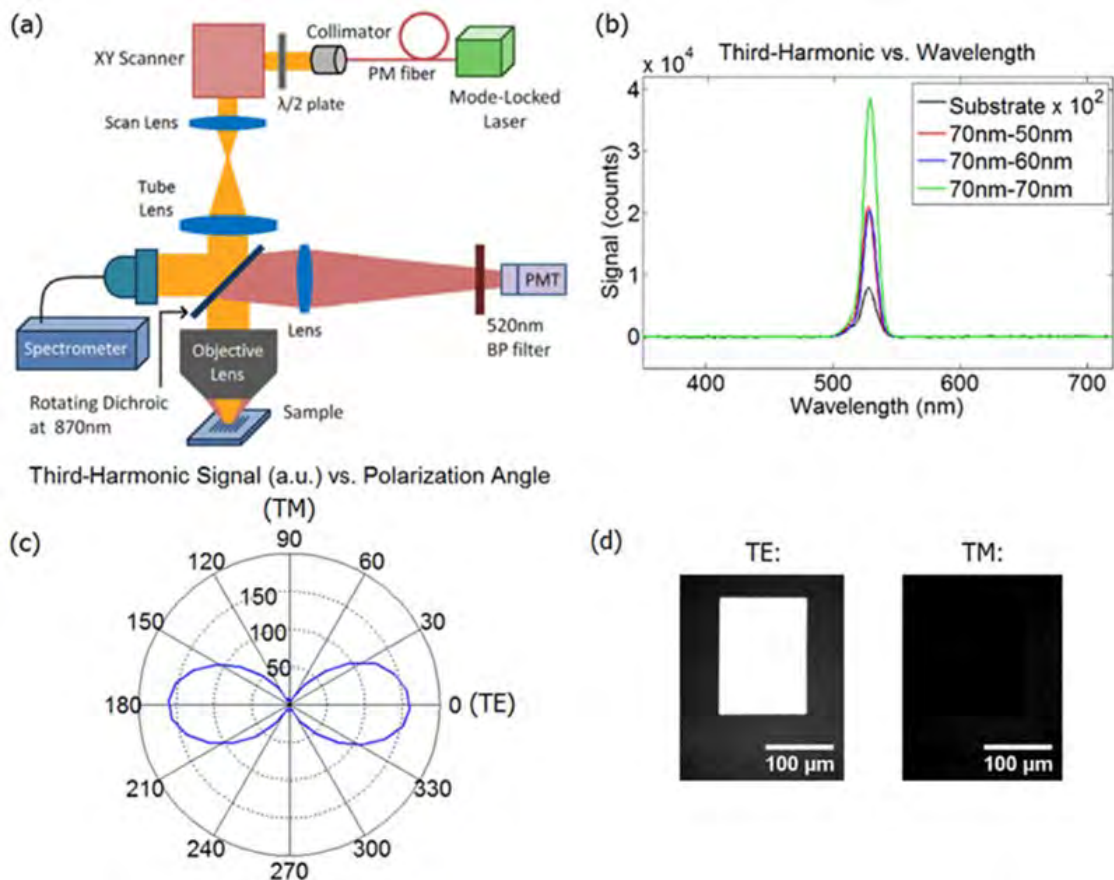 (a)
Collimator
XY Scanner
PM fiber
λ/2 plate
Mode-Locked
Laser
Scan Lens
Tube
Lens
PMT
Lens
520nm
BP filter
Spectrometer
Objective
Lens
Rotating Dichroic
at 870nm
Sample
(b)
Third-Harmonic vs. Wavelength
x 10⁴
Substrate x 10²
70nm-50nm
70nm-60nm
70nm-70nm
4
3
2
1
0
Signal (counts)
400 500 600 700
Wavelength (nm)
Third-Harmonic Signal (a.u.) vs. Polarization Angle
(TM)
(c)
90
120 60
150
150 100 30
50
180 0 (TE)
210 330
240 300
270
(d)
TE: TM:
100 µm 100 µm